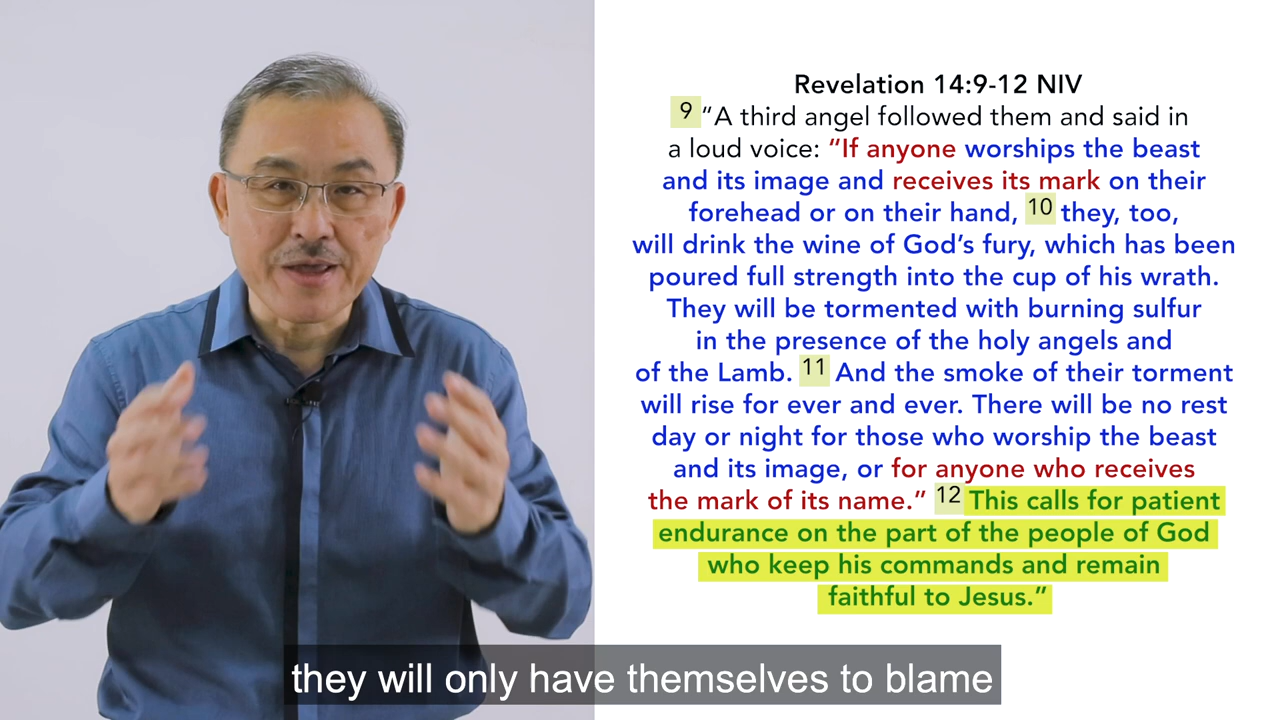 Revelation 14:9-12 NIV
9 “A third angel followed them and said in
a loud voice: “If anyone worships the beast
and its image and receives its mark on their
forehead or on their hand, 10 they, too,
will drink the wine of God’s fury, which has been
poured full strength into the cup of his wrath.
They will be tormented with burning sulfur
in the presence of the holy angels and
of the Lamb. 11 And the smoke of their torment
will rise for ever and ever. There will be no rest
day or night for those who worship the beast
and its image, or for anyone who receives
the mark of its name.” 12 This calls for patient
endurance on the part of the people of God
who keep his commands and remain
faithful to Jesus.”
they will only have themselves to blame